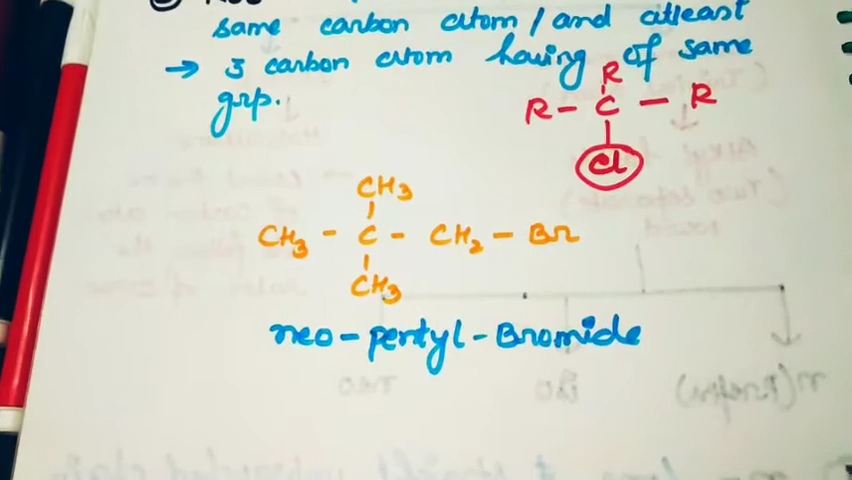 same carbon atom / and atleast
→ 3 carbon atom having of same
grp.
R
R - C - R
Cl
CH3
CH3 - C - CH2 - Br
CH3
neo-pentyl-Bromide